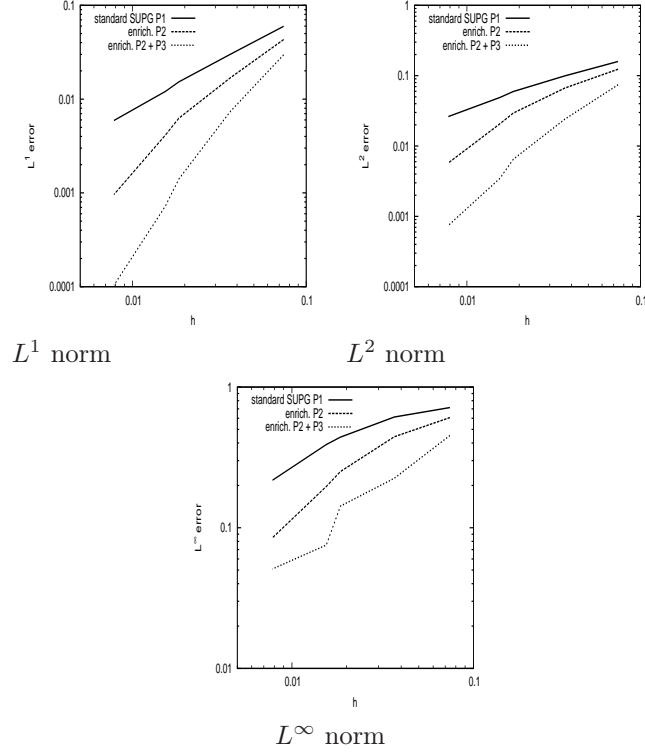 0.1
0.01
0.001
0.0001
L¹ error
standard SUPG P1
enrich. P2
enrich. P2 + P3
0.01
0.1
h
L¹ norm
1
0.1
0.01
0.001
0.0001
L² error
standard SUPG P1
enrich. P2
enrich. P2 + P3
0.01
0.1
h
L² norm
1
0.1
0.01
L∞ error
standard SUPG P1
enrich. P2
enrich. P2 + P3
0.01
0.1
h
L∞ norm